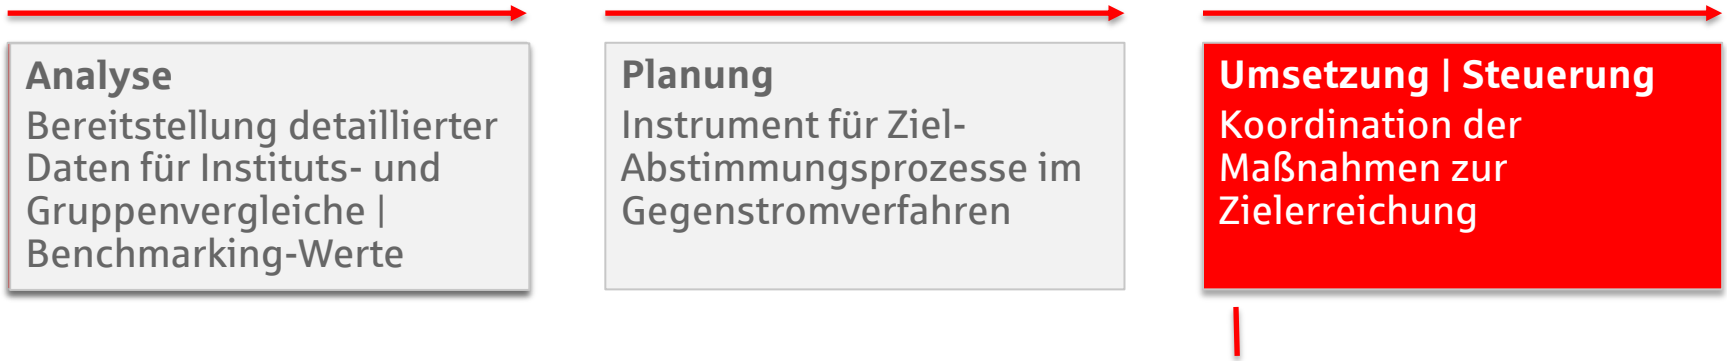 Analyse
Bereitstellung detaillierter
Daten für Instituts- und
Gruppenvergleiche |
Benchmarking-Werte
Planung
Instrument für Ziel-
Abstimmungsprozesse im
Gegenstromverfahren
Umsetzung | Steuerung
Koordination der
Maßnahmen zur
Zielerreichung